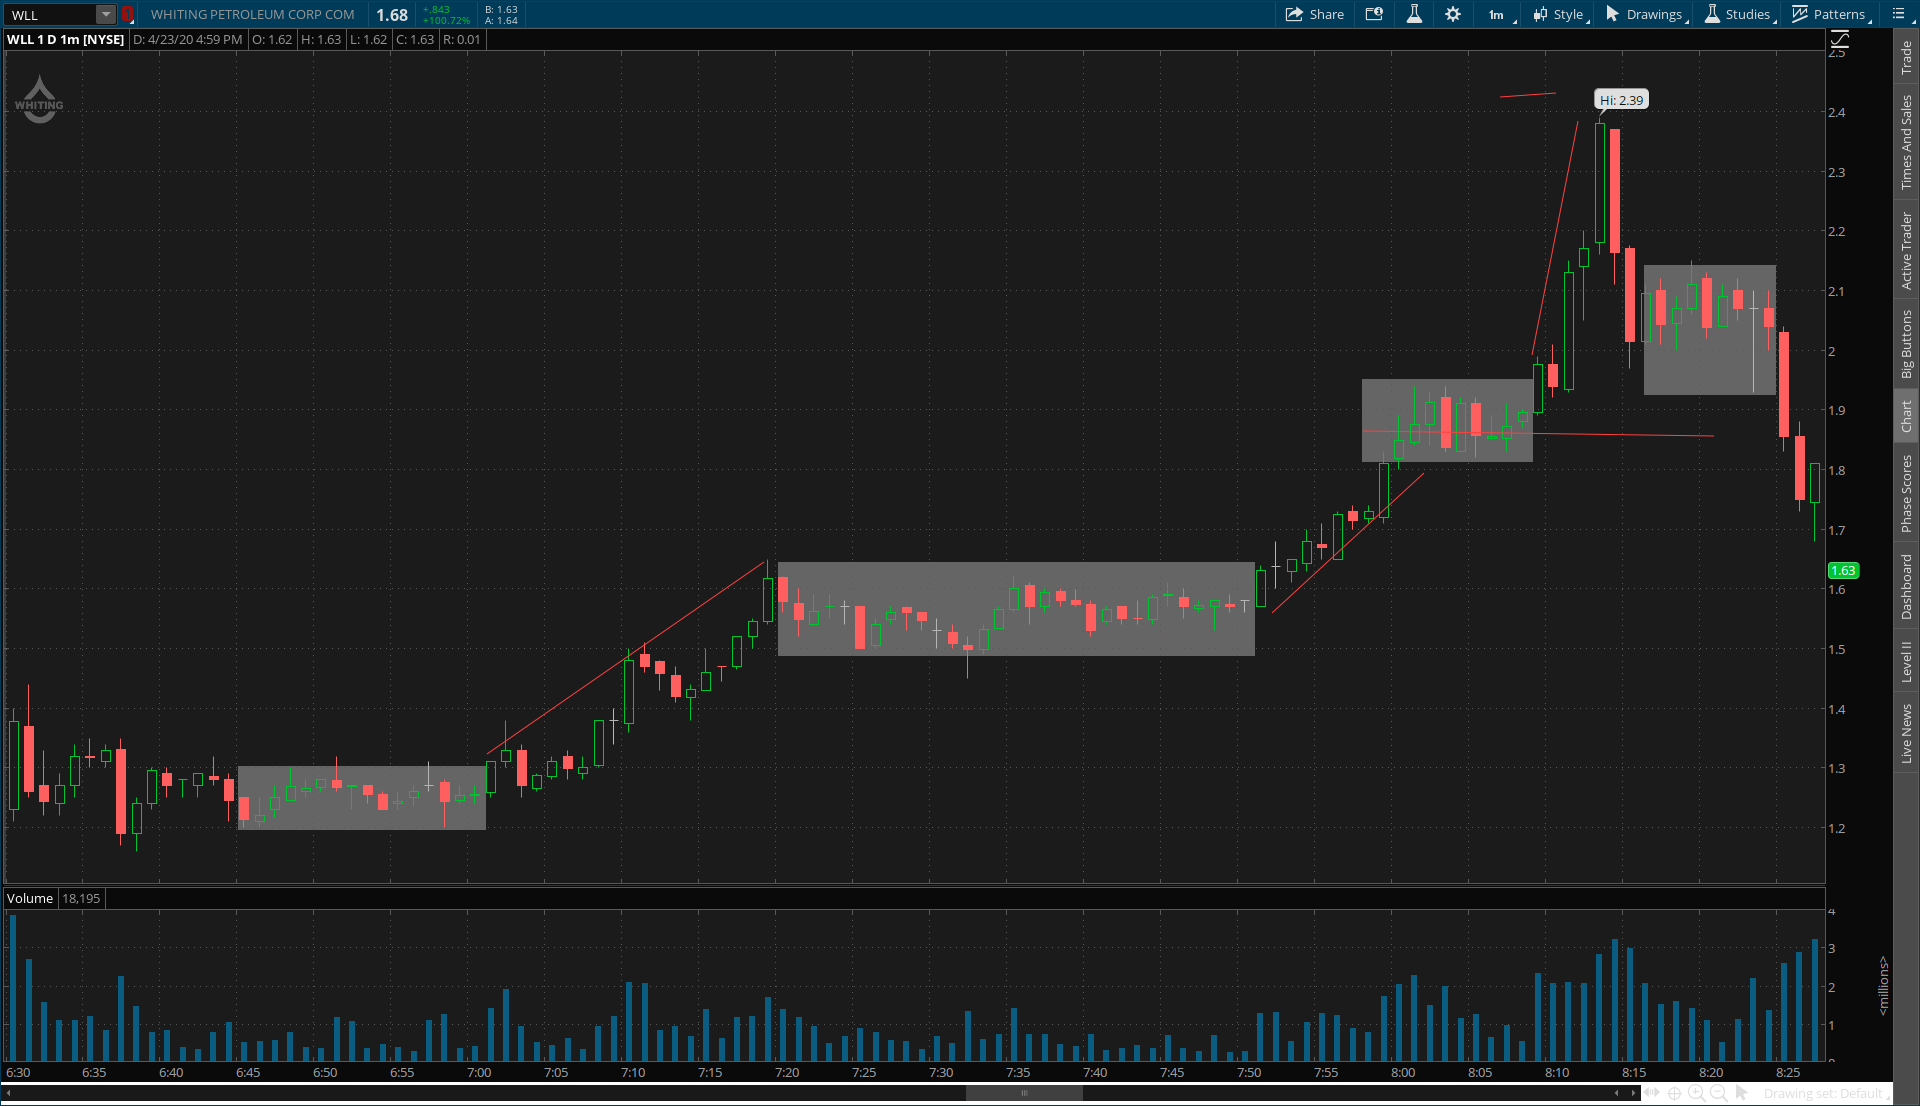 WLL
1
WHITING PETROLEUM CORP COM
1.68
+.843
+100.72%
B: 1.63
A: 1.64
Share
1m
Style
Drawings
Studies
Patterns
WLL 1 D 1m [NYSE]
D: 4/23/20 4:59 PM
O: 1.62
H: 1.63
L: 1.62
C: 1.63
R: 0.01
WHITING
Hi: 2.39
2.5
2.4
2.3
2.2
2.1
2
1.9
1.8
1.7
1.63
1.6
1.5
1.4
1.3
1.2
Trade
Times And Sales
Active Trader
Big Buttons
Chart
Phase Scores
Dashboard
Level II
Live News
Volume
18,195
4
3
2
1
0
<millions>
6:30 6:35 6:40 6:45 6:50 6:55 7:00 7:05 7:10 7:15 7:20 7:25 7:30 7:35 7:40 7:45 7:50 7:55 8:00 8:05 8:10 8:15 8:20 8:25
Drawing set: Default